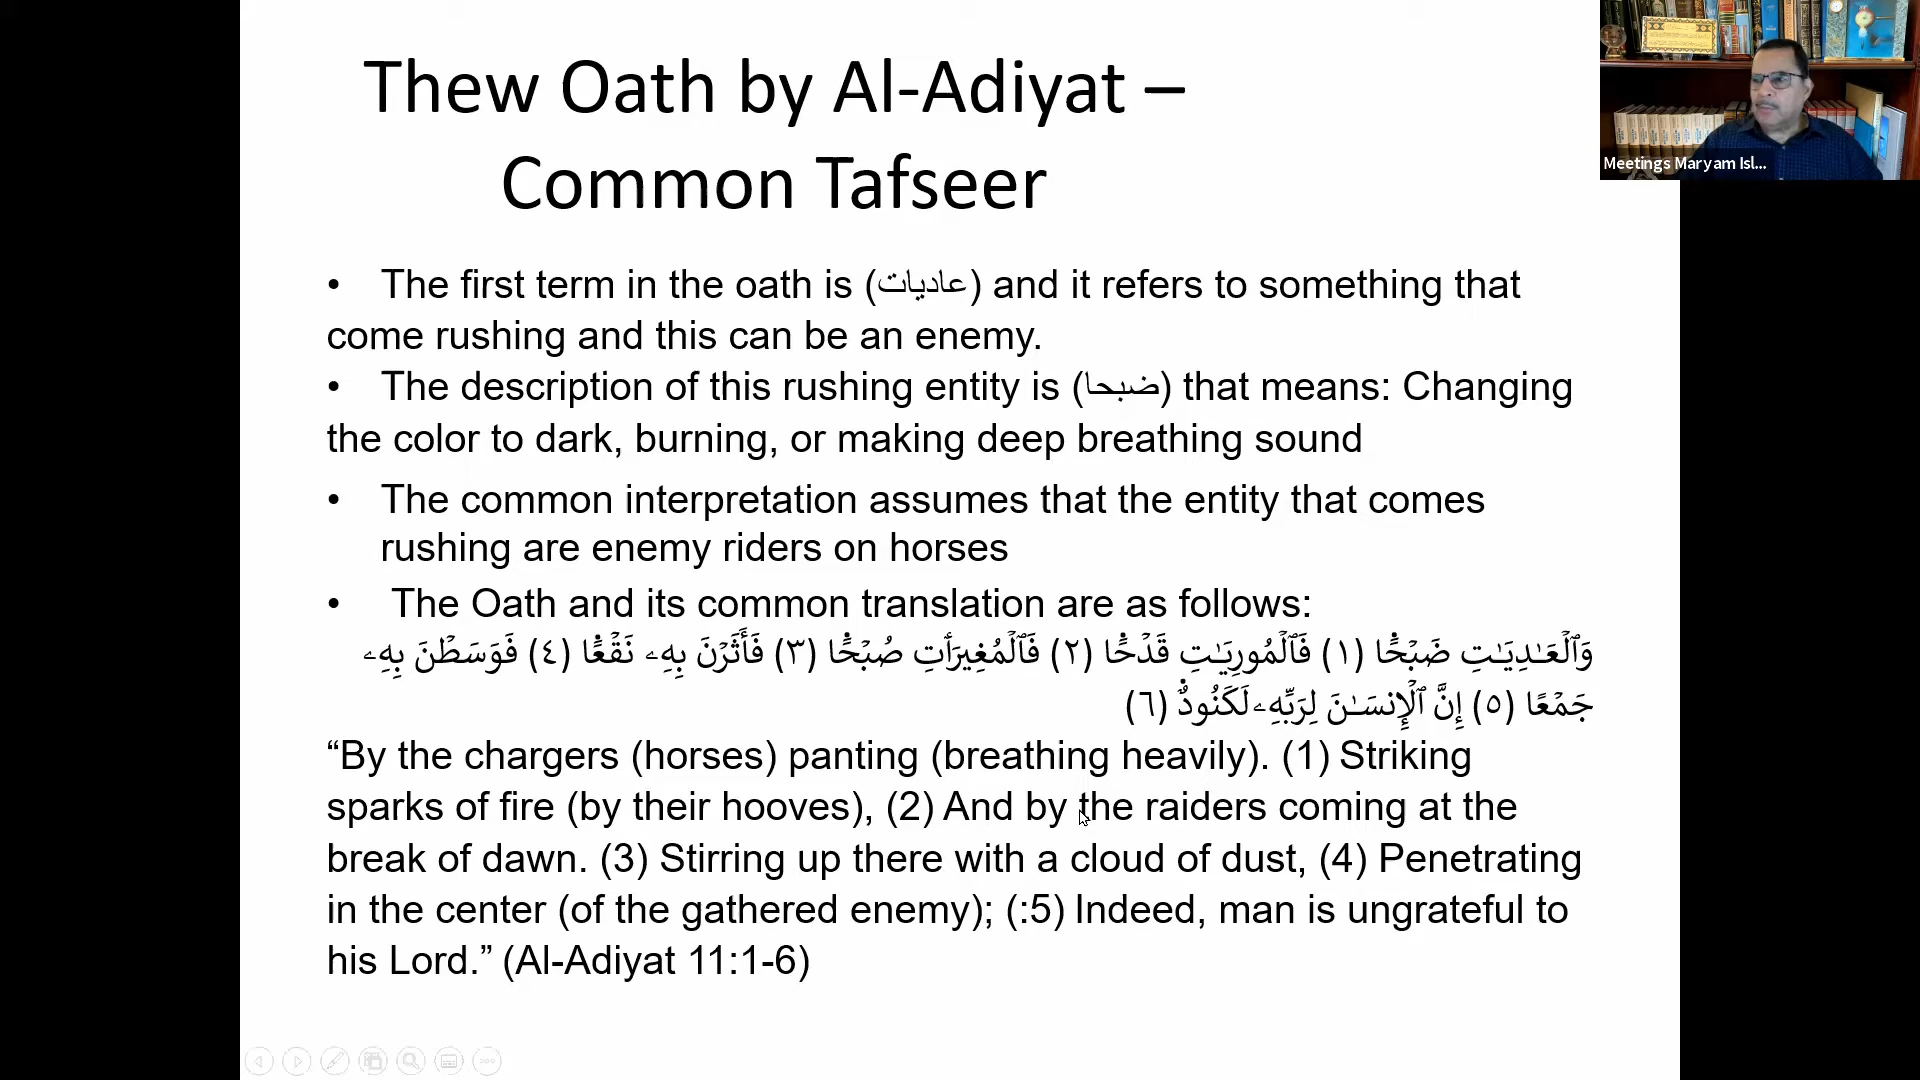 Thew Oath by Al-Adiyat –
Common Tafseer
Meetings Maryam Isl...
• The first term in the oath is (عاديات) and it refers to something that
come rushing and this can be an enemy.
• The description of this rushing entity is (ضبحا) that means: Changing
the color to dark, burning, or making deep breathing sound
• The common interpretation assumes that the entity that comes
rushing are enemy riders on horses
• The Oath and its common translation are as follows:
وَٱلۡعَـٰدِيَـٰتِ ضَبۡحًۭا (١) فَٱلۡمُورِيَـٰتِ قَدۡحًۭا (٢) فَٱلۡمُغِيرَٲتِ صُبۡحًۭا (٣) فَأَثَرۡنَ بِهِۦ نَقۡعًۭا (٤) فَوَسَطۡنَ بِهِۦ
جَمۡعًا (٥) إِنَّ ٱلۡإِنسَـٰنَ لِرَبِّهِۦ لَكَنُودٌۭ (٦)
“By the chargers (horses) panting (breathing heavily). (1) Striking
sparks of fire (by their hooves), (2) And by the raiders coming at the
break of dawn. (3) Stirring up there with a cloud of dust, (4) Penetrating
in the center (of the gathered enemy); (:5) Indeed, man is ungrateful to
his Lord.” (Al-Adiyat 11:1-6)